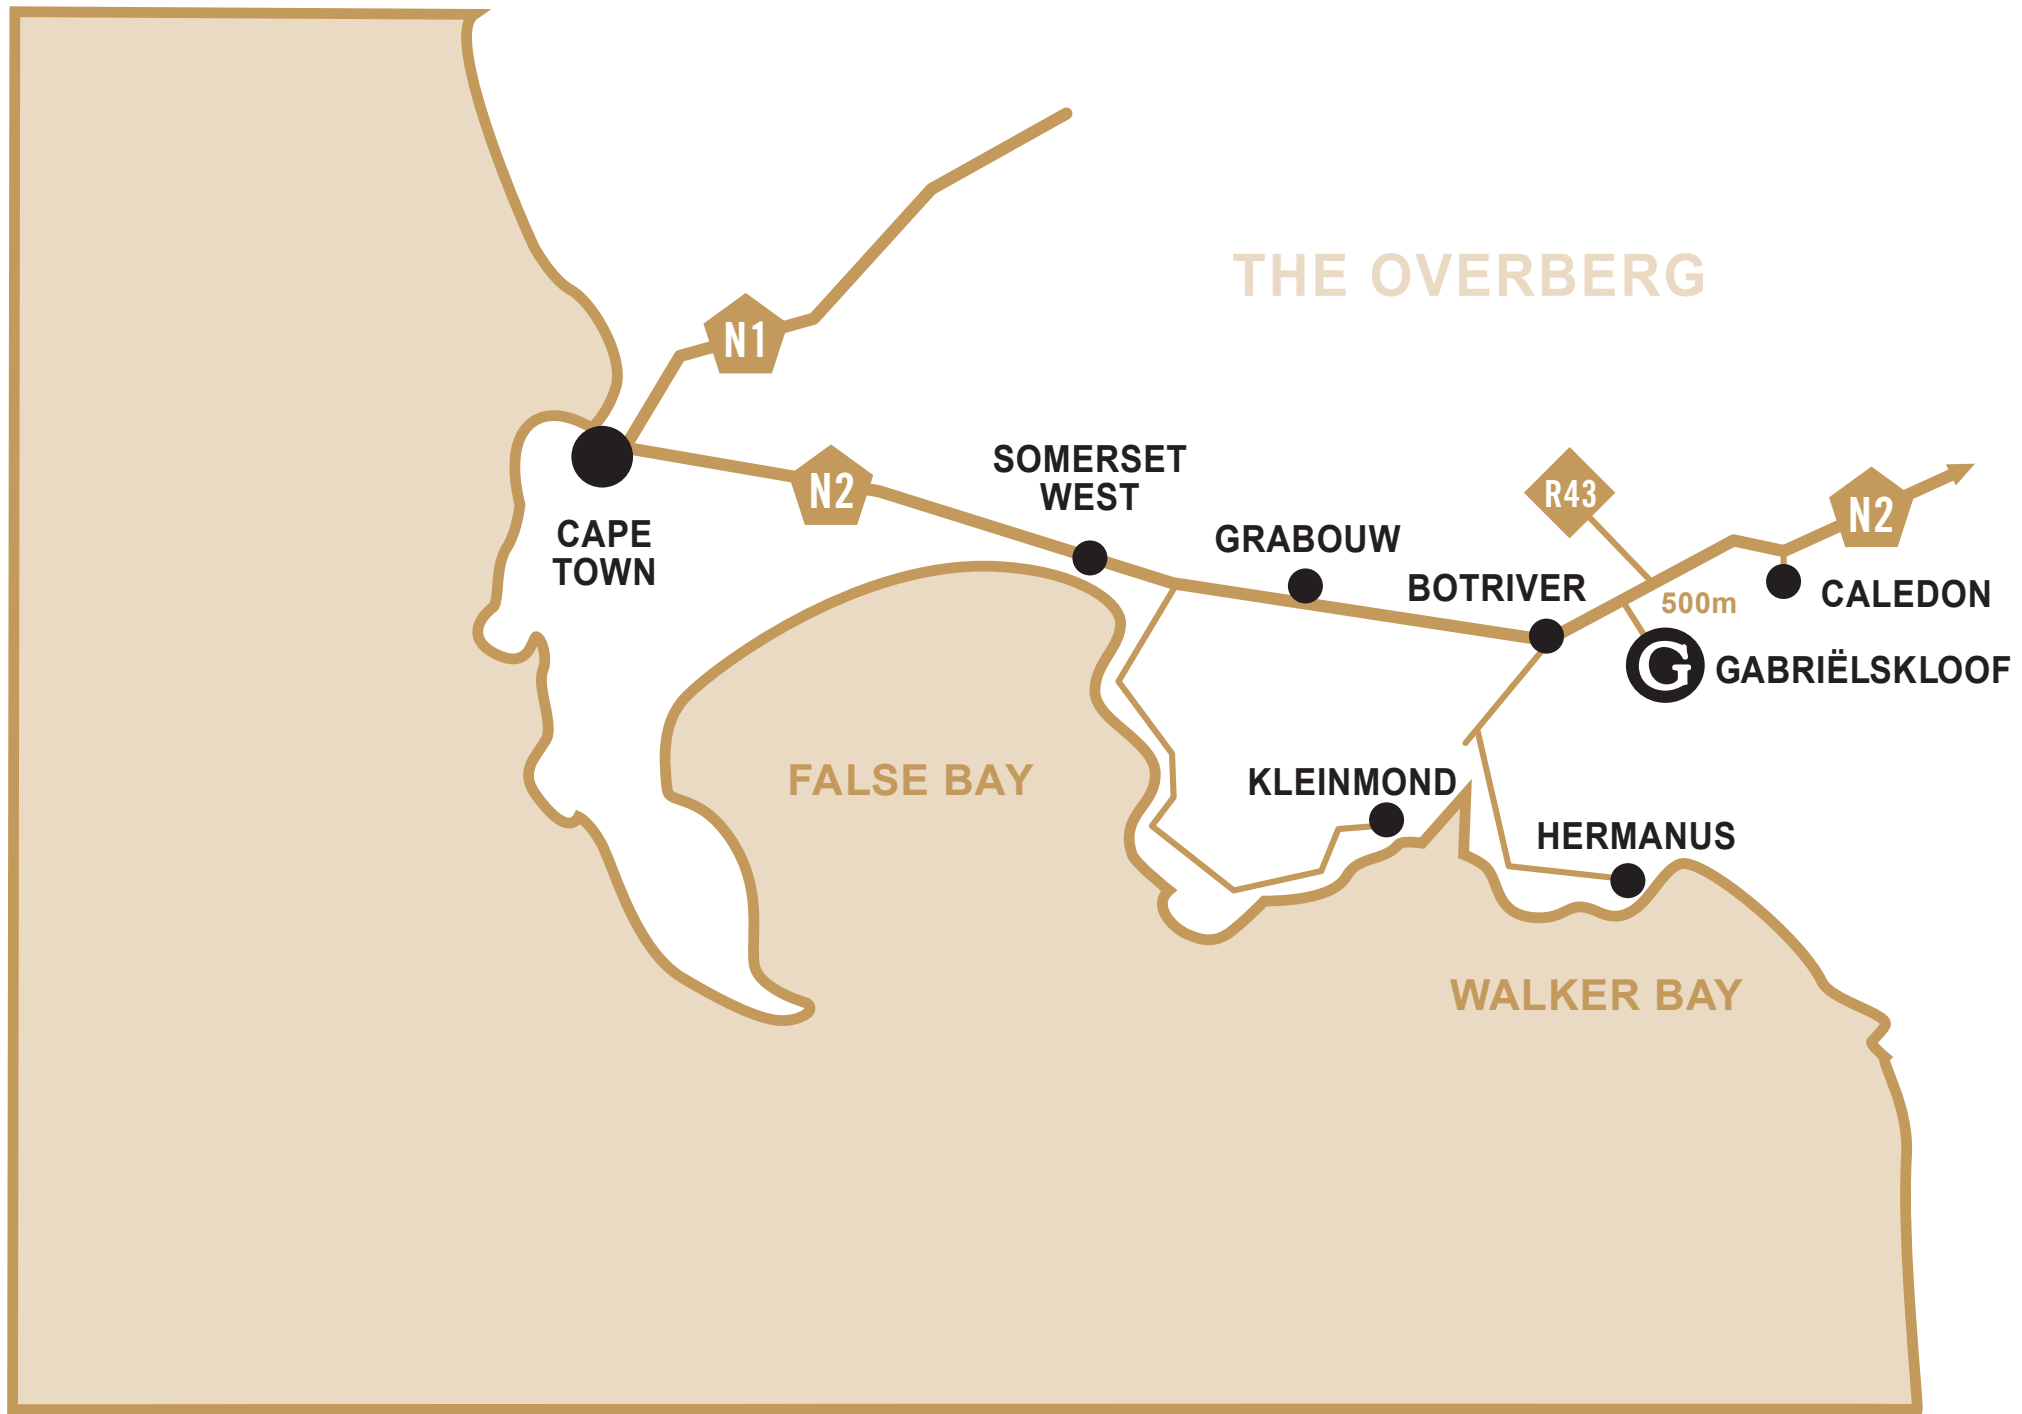 THE OVERBERG
N1
N2
SOMERSET
WEST
R43
N2
CAPE
TOWN
GRABOUW
BOTRIVER
500m
CALEDON
G
GABRIËLSKLOOF
FALSE BAY
KLEINMOND
HERMANUS
WALKER BAY